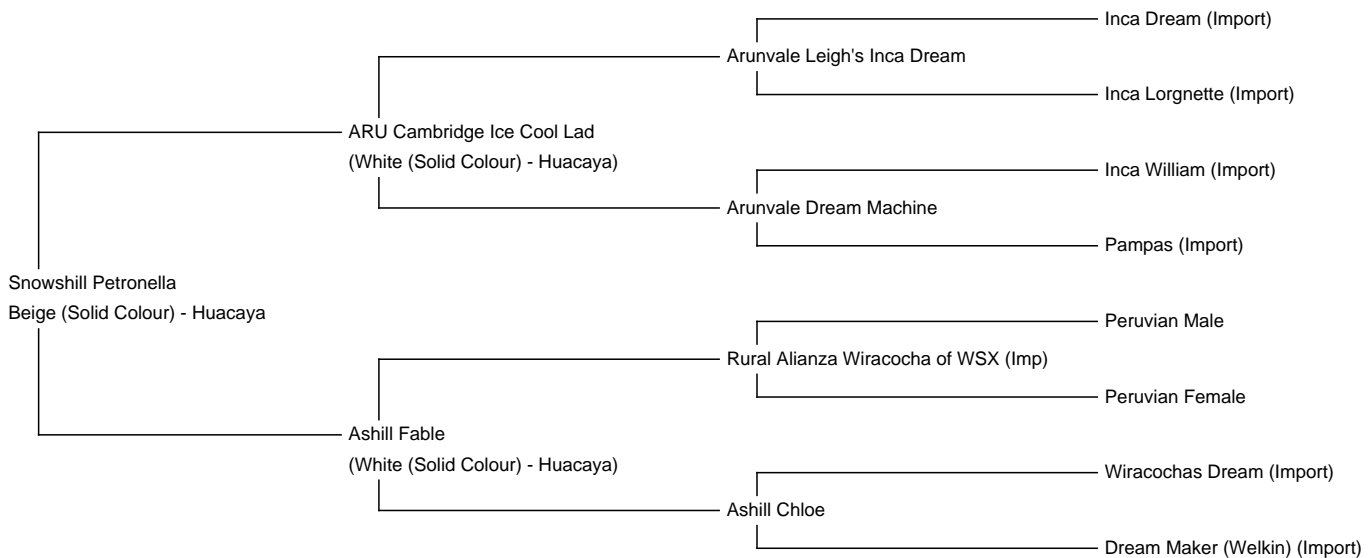 Inca Dream (Import)
Arunvale Leigh's Inca Dream
Inca Lorgnette (Import)
ARU Cambridge Ice Cool Lad
(White (Solid Colour) - Huacaya)
Inca William (Import)
Arunvale Dream Machine
Pampas (Import)
Snowshill Petronella
Beige (Solid Colour) - Huacaya
Peruvian Male
Rural Alianza Wiracocha of WSX (Imp)
Peruvian Female
Ashill Fable
(White (Solid Colour) - Huacaya)
Wiracochas Dream (Import)
Ashill Chloe
Dream Maker (Welkin) (Import)